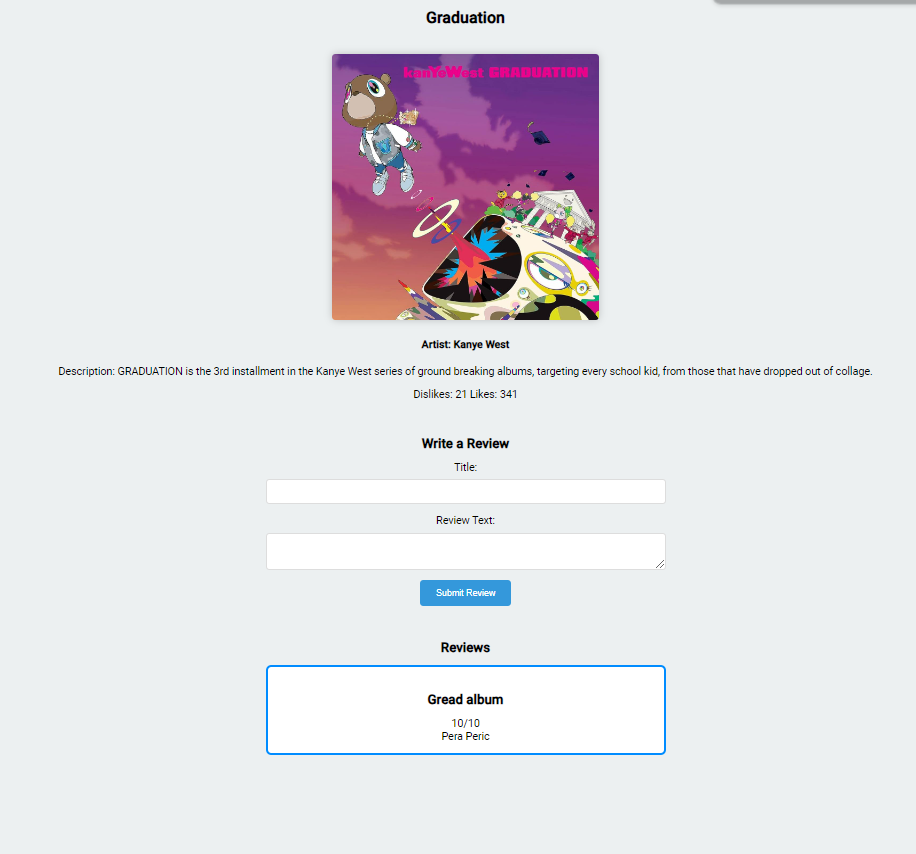 Graduation
kanYeWest GRADUATION
Artist: Kanye West
Description: GRADUATION is the 3rd installment in the Kanye West series of ground breaking albums, targeting every school kid, from those that have dropped out of collage.
Dislikes: 21 Likes: 341
Write a Review
Title:
Review Text:
Submit Review
Reviews
Gread album
10/10
Pera Peric